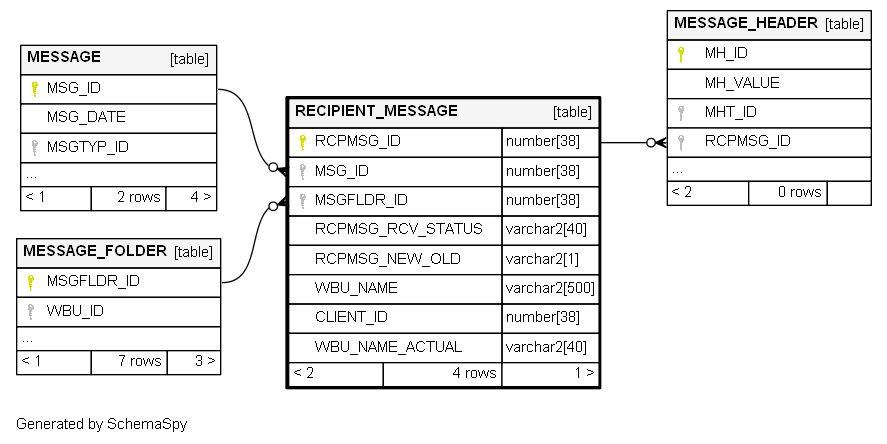 MESSAGE [table]
MSG_ID
MSG_DATE
MSGTYP_ID
...
< 1 2 rows 4 >
MESSAGE_FOLDER [table]
MSGFLDR_ID
WBU_ID
...
< 1 7 rows 3 >
RECIPIENT_MESSAGE [table]
RCPMSG_ID number[38]
MSG_ID number[38]
MSGFLDR_ID number[38]
RCPMSG_RCV_STATUS varchar2[40]
RCPMSG_NEW_OLD varchar2[1]
WBU_NAME varchar2[500]
CLIENT_ID number[38]
WBU_NAME_ACTUAL varchar2[40]
< 2 4 rows 1 >
MESSAGE_HEADER [table]
MH_ID
MH_VALUE
MHT_ID
RCPMSG_ID
...
< 2 0 rows
Generated by SchemaSpy